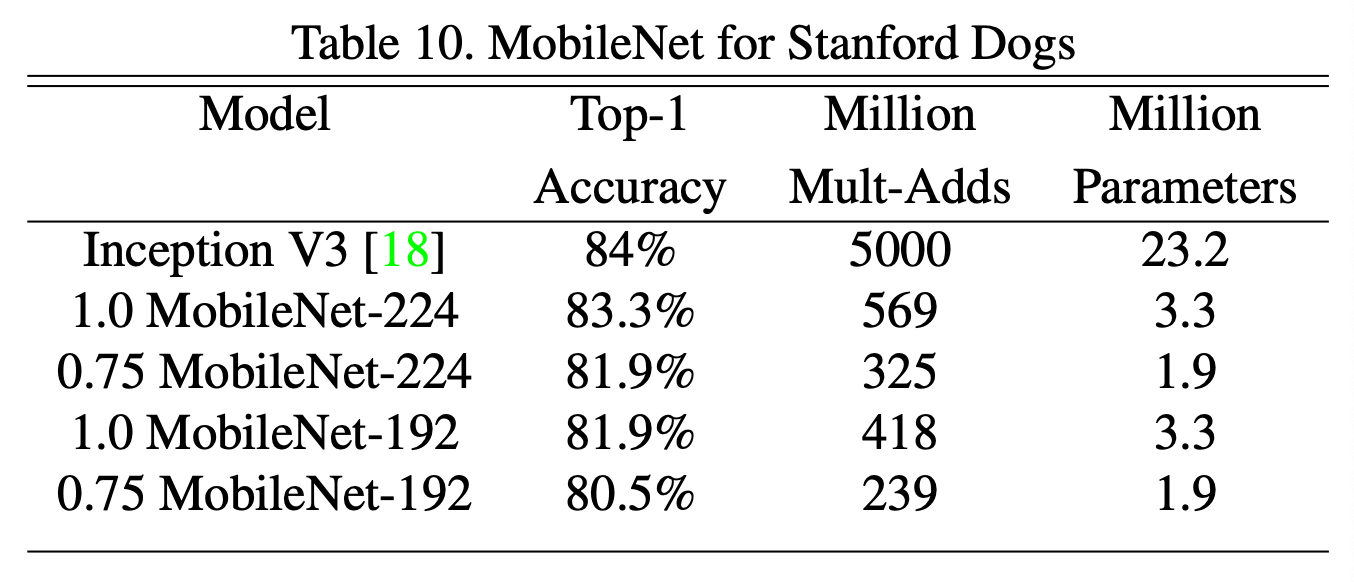 Table 10. MobileNet for Stanford Dogs
Model Top-1 Million Million
Accuracy Mult-Adds Parameters
Inception V3 [18] 84% 5000 23.2
1.0 MobileNet-224 83.3% 569 3.3
0.75 MobileNet-224 81.9% 325 1.9
1.0 MobileNet-192 81.9% 418 3.3
0.75 MobileNet-192 80.5% 239 1.9